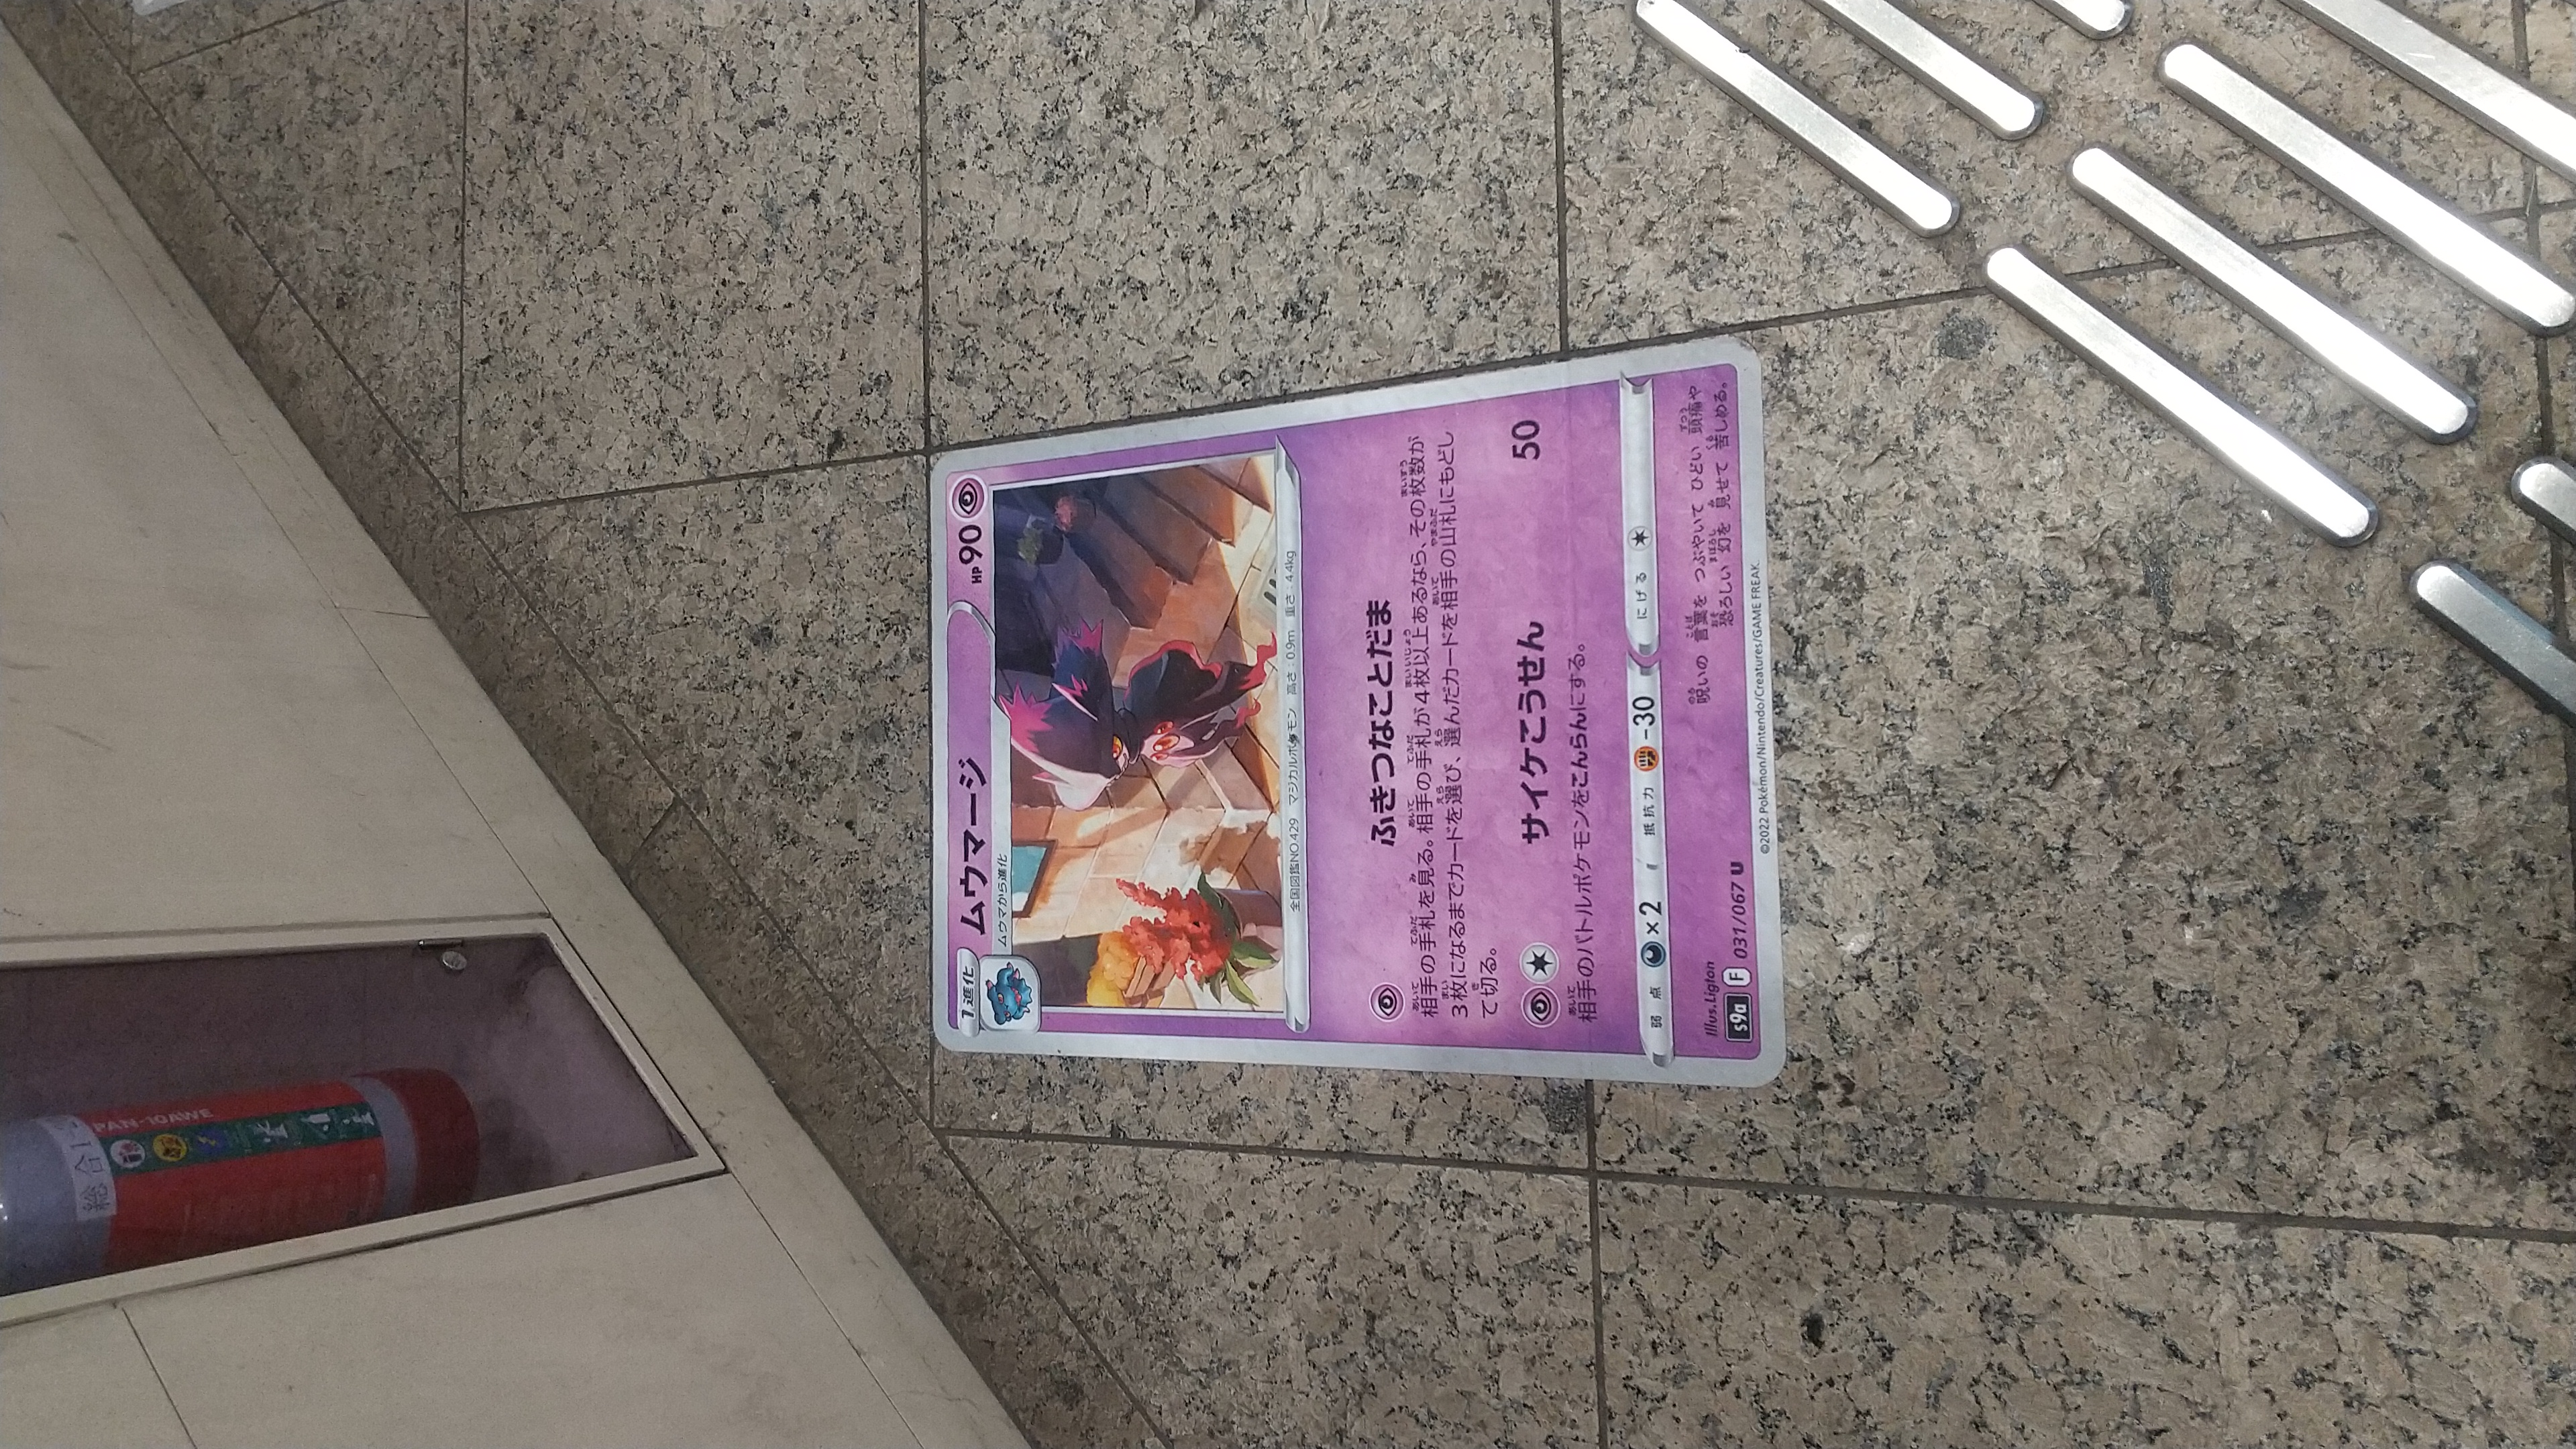 総合1-
PAN-10AWE
1進化
ムウマージ
HP90
ムウマから進化
全国図鑑NO.429 マジカルポケモン 高さ:0.9m 重さ:4.4kg
ふきつなことだま
相手の手札を見る。相手の手札が4枚以上あるなら、その枚数が
3枚になるまでカードを選び、選んだカードを相手の山札にもどし
て切る。
サイケこうせん 50
相手のバトルポケモンをこんらんにする。
弱点 ×2 抵抗力 -30 にげる
Illus.Ligton
呪いの 言葉を つぶやいて ひどい 頭痛や
恐ろしい 幻を 見せて 苦しめる。
s9a F 031/067 U
©2022 Pokémon/Nintendo/Creatures/GAME FREAK